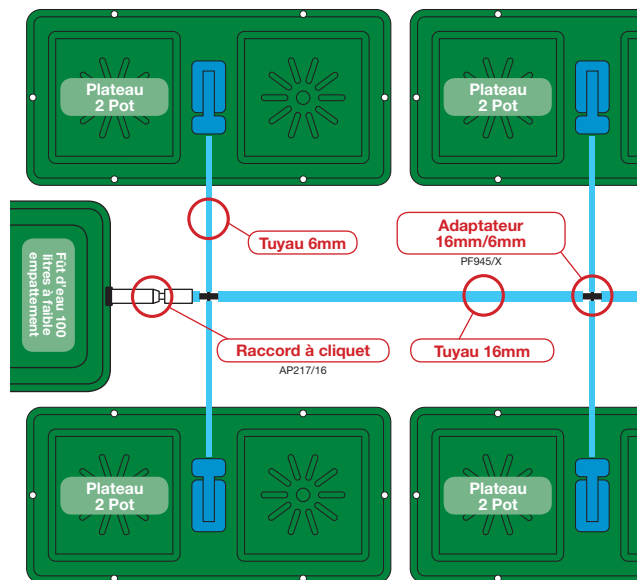 Plateau
2 Pot
Plateau
2 Pot
Tuyau 6mm
Adaptateur
16mm/6mm
PF945/X
Fût d'eau 100
litres à faible
empattement
Raccord à cliquet
AP217/16
Tuyau 16mm
Plateau
2 Pot
Plateau
2 Pot